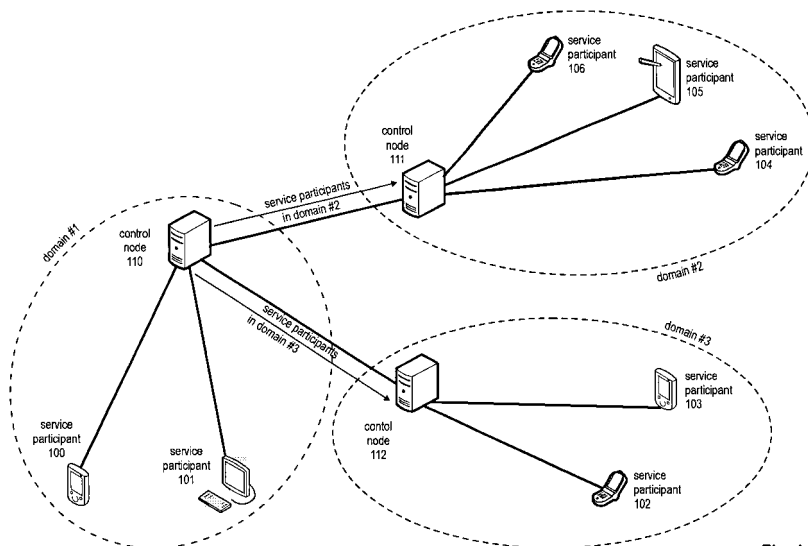 service
participant
106
service
participant
105
control
node
111
service
participant
104
service participants
in domain #2
domain #1
control
node
110
domain #2
service participants
in domain #3
domain #3
service
participant
103
contol
node
112
service
participant
100
service
participant
101
service
participant
102